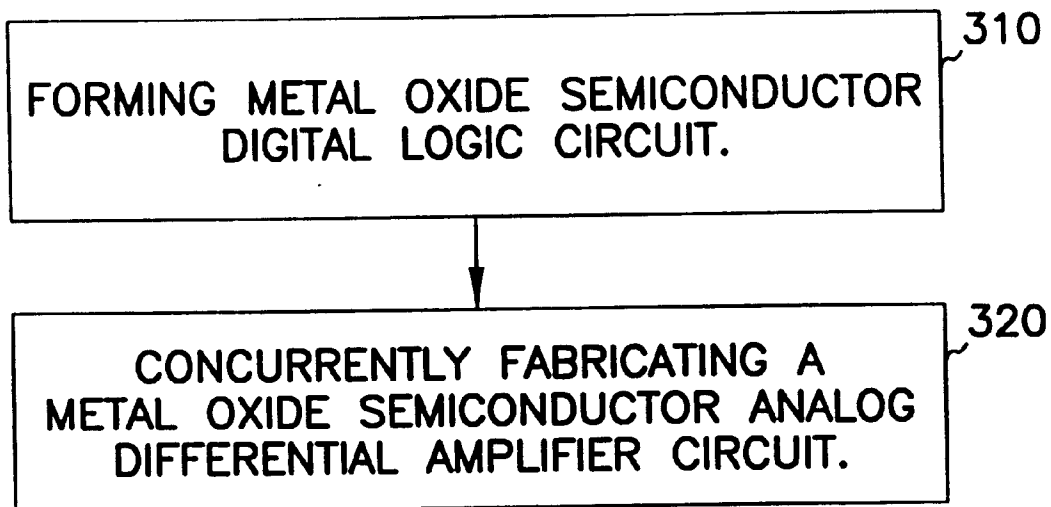 310
FORMING METAL OXIDE SEMICONDUCTOR
DIGITAL LOGIC CIRCUIT.
320
CONCURRENTLY FABRICATING A
METAL OXIDE SEMICONDUCTOR ANALOG
DIFFERENTIAL AMPLIFIER CIRCUIT.